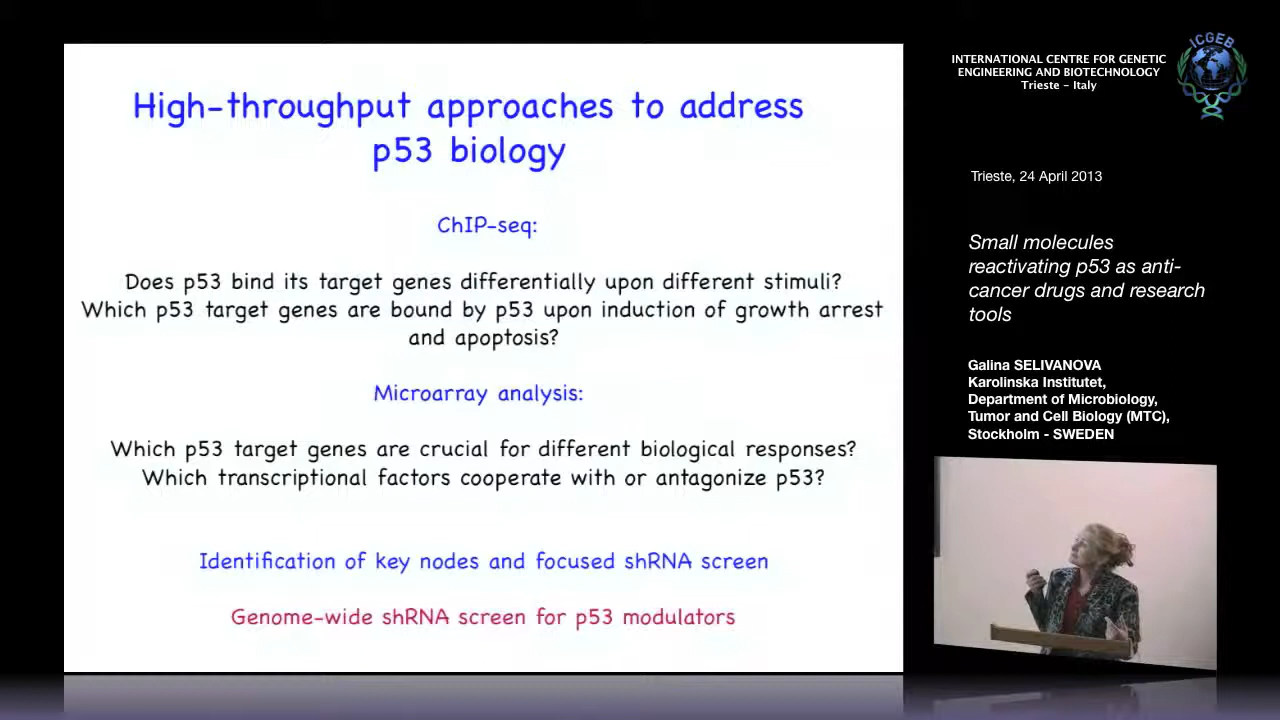 High-throughput approaches to address
p53 biology
ChIP-seq:
Does p53 bind its target genes differentially upon different stimuli?
Which p53 target genes are bound by p53 upon induction of growth arrest
and apoptosis?
Microarray analysis:
Which p53 target genes are crucial for different biological responses?
Which transcriptional factors cooperate with or antagonize p53?
Identification of key nodes and focused shRNA screen
Genome-wide shRNA screen for p53 modulators
INTERNATIONAL CENTRE FOR GENETIC
ENGINEERING AND BIOTECHNOLOGY
Trieste - Italy
ICGEB
Trieste, 24 April 2013
Small molecules
reactivating p53 as anti-
cancer drugs and research
tools
Galina SELIVANOVA
Karolinska Institutet,
Department of Microbiology,
Tumor and Cell Biology (MTC),
Stockholm - SWEDEN